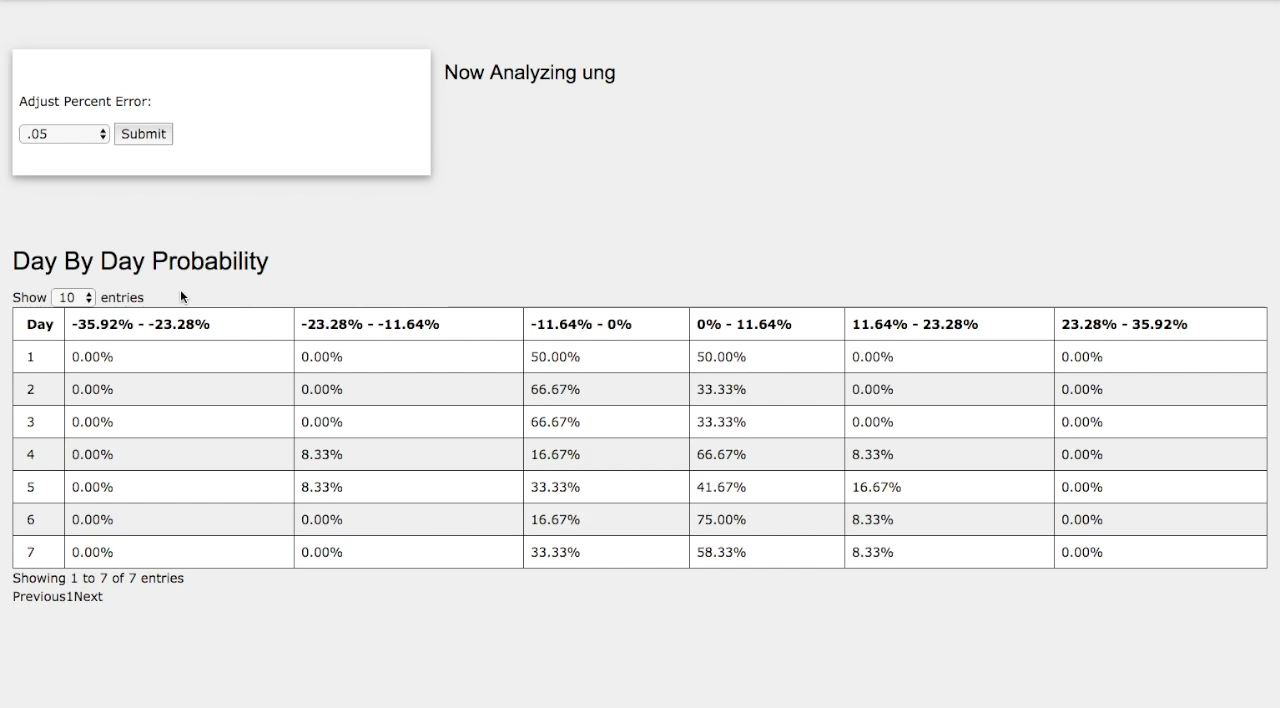 Now Analyzing ung
Adjust Percent Error:
.05 Submit
Day By Day Probability
Show 10 entries
Day -35.92% - -23.28% -23.28% - -11.64% -11.64% - 0% 0% - 11.64% 11.64% - 23.28% 23.28% - 35.92%
1 0.00% 0.00% 50.00% 50.00% 0.00% 0.00%
2 0.00% 0.00% 66.67% 33.33% 0.00% 0.00%
3 0.00% 0.00% 66.67% 33.33% 0.00% 0.00%
4 0.00% 8.33% 16.67% 66.67% 8.33% 0.00%
5 0.00% 8.33% 33.33% 41.67% 16.67% 0.00%
6 0.00% 0.00% 16.67% 75.00% 8.33% 0.00%
7 0.00% 0.00% 33.33% 58.33% 8.33% 0.00%
Showing 1 to 7 of 7 entries
Previous1Next